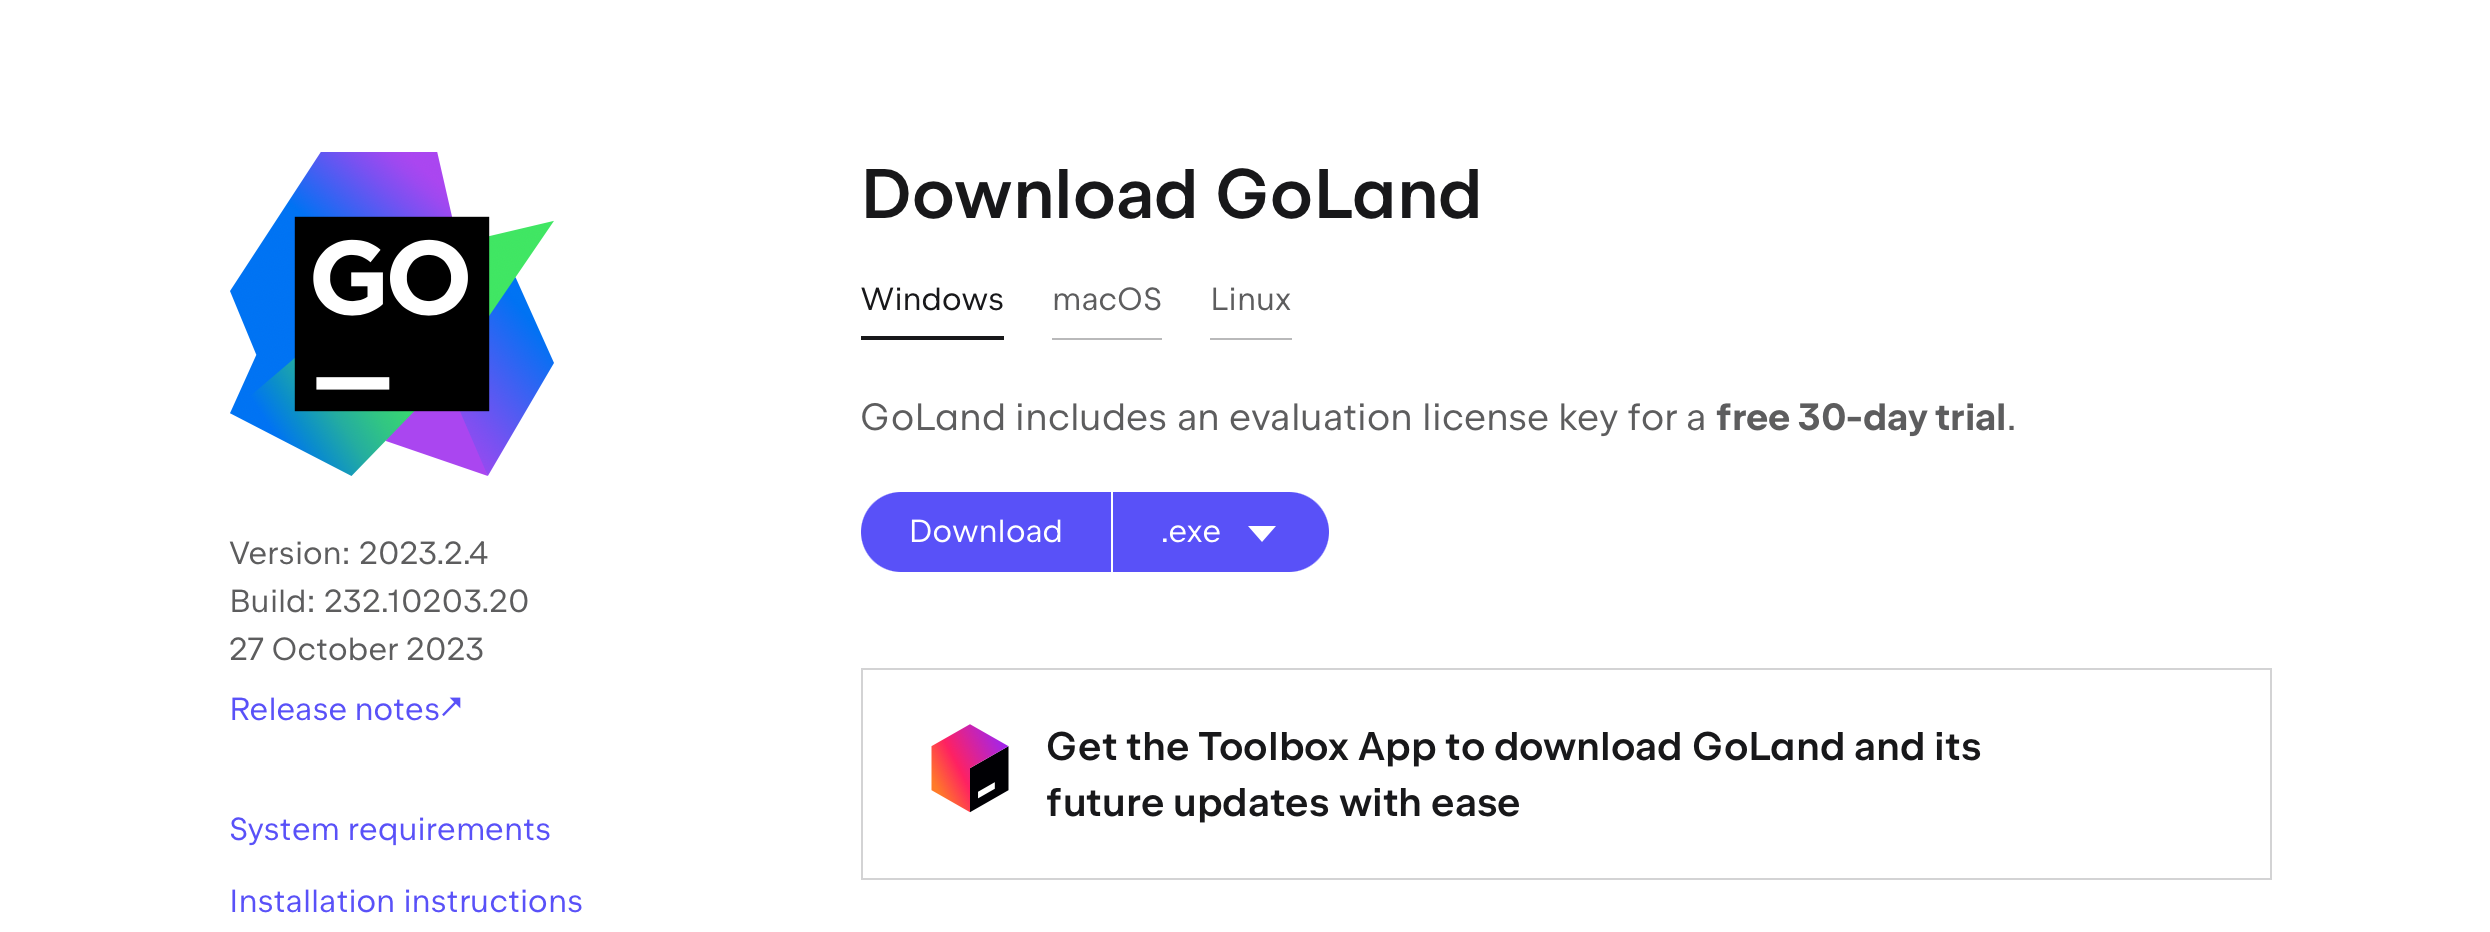 GO
Version: 2023.2.4
Build: 232.10203.20
27 October 2023
Release notes↗
System requirements
Installation instructions
Download GoLand
Windows macOS Linux
GoLand includes an evaluation license key for a free 30-day trial.
Download .exe
Get the Toolbox App to download GoLand and its
future updates with ease